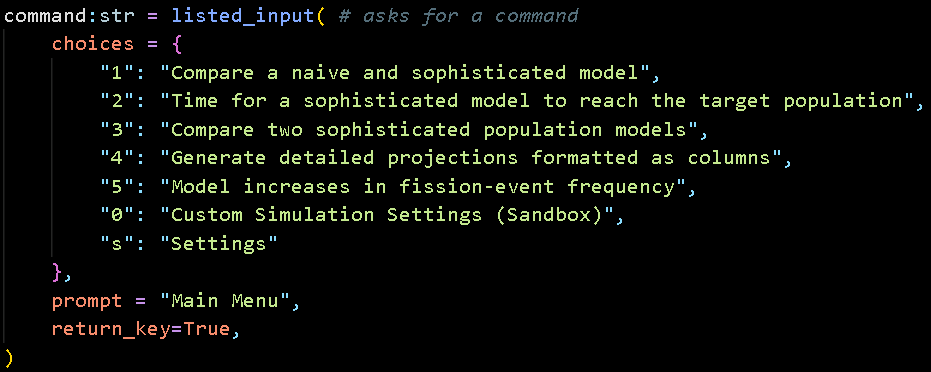 command:str = listed_input( # asks for a command
    choices = {
        "1": "Compare a naive and sophisticated model",
        "2": "Time for a sophisticated model to reach the target population",
        "3": "Compare two sophisticated population models",
        "4": "Generate detailed projections formatted as columns",
        "5": "Model increases in fission-event frequency",
        "0": "Custom Simulation Settings (Sandbox)",
        "s": "Settings"
    },
    prompt = "Main Menu",
    return_key=True,
)